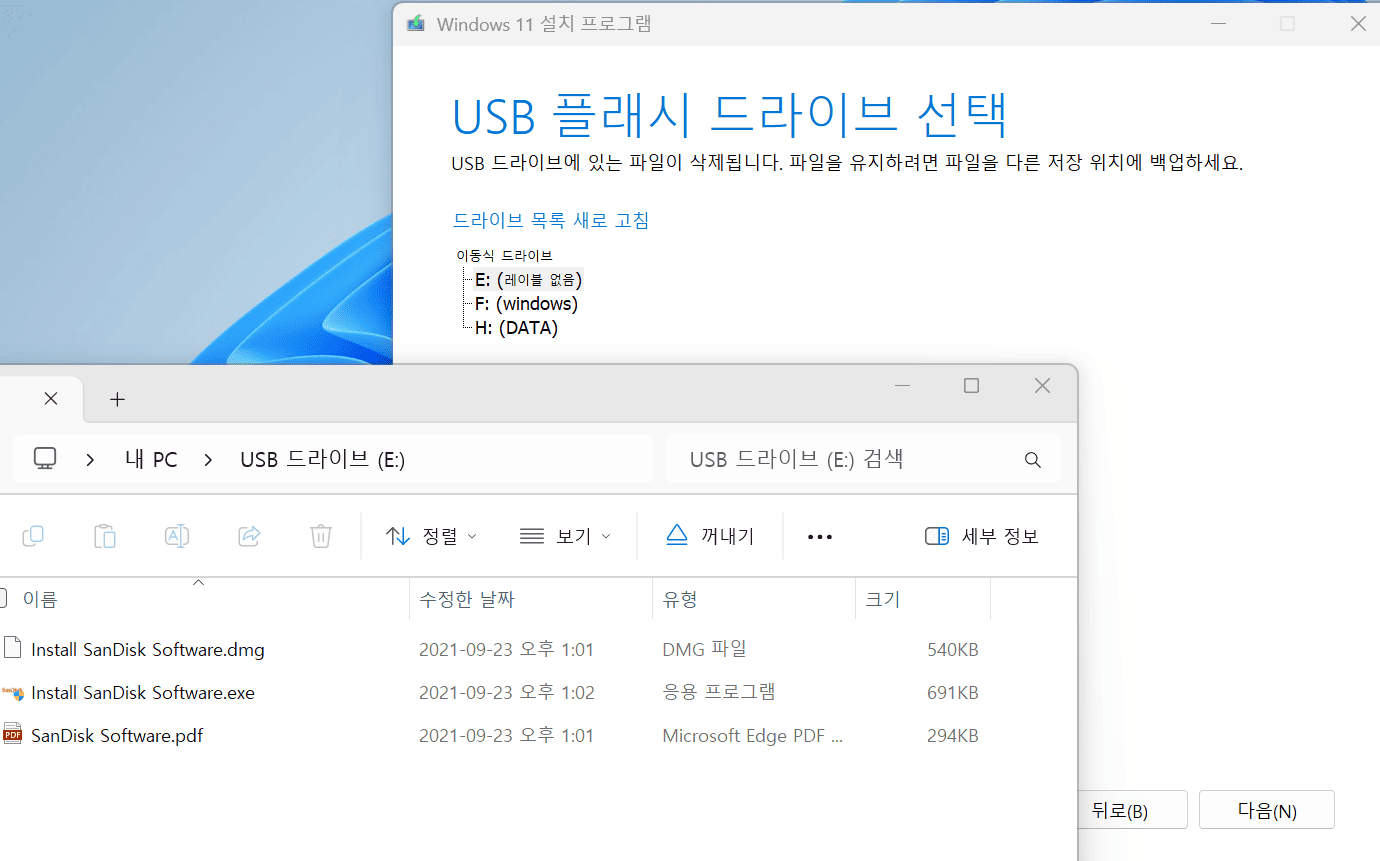 Windows 11 설치 프로그램
USB 플래시 드라이브 선택
USB 드라이브에 있는 파일이 삭제됩니다. 파일을 유지하려면 파일을 다른 저장 위치에 백업하세요.
드라이브 목록 새로 고침
이동식 드라이브
E: (레이블 없음)
F: (windows)
H: (DATA)
내 PC > USB 드라이브 (E:)
USB 드라이브 (E:) 검색
정렬 보기 꺼내기 세부 정보
이름 수정한 날짜 유형 크기
Install SanDisk Software.dmg 2021-09-23 오후 1:01 DMG 파일 540KB
Install SanDisk Software.exe 2021-09-23 오후 1:02 응용 프로그램 691KB
SanDisk Software.pdf 2021-09-23 오후 1:01 Microsoft Edge PDF ... 294KB
뒤로(B) 다음(N)